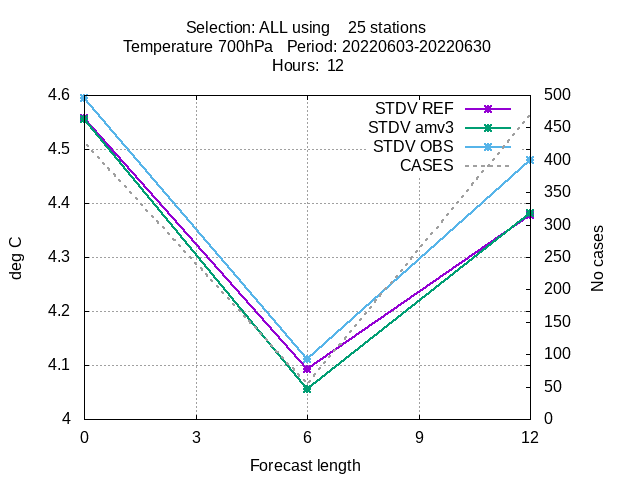 Selection: ALL using    25 stations
Temperature 700hPa   Period: 20220603-20220630
Hours:  12
4.6
4.5
4.4
4.3
4.2
4.1
4
deg C
STDV REF
STDV amv3
STDV OBS
CASES
500
450
400
350
300
250
200
150
100
50
0
No cases
0 3 6 9 12
Forecast length